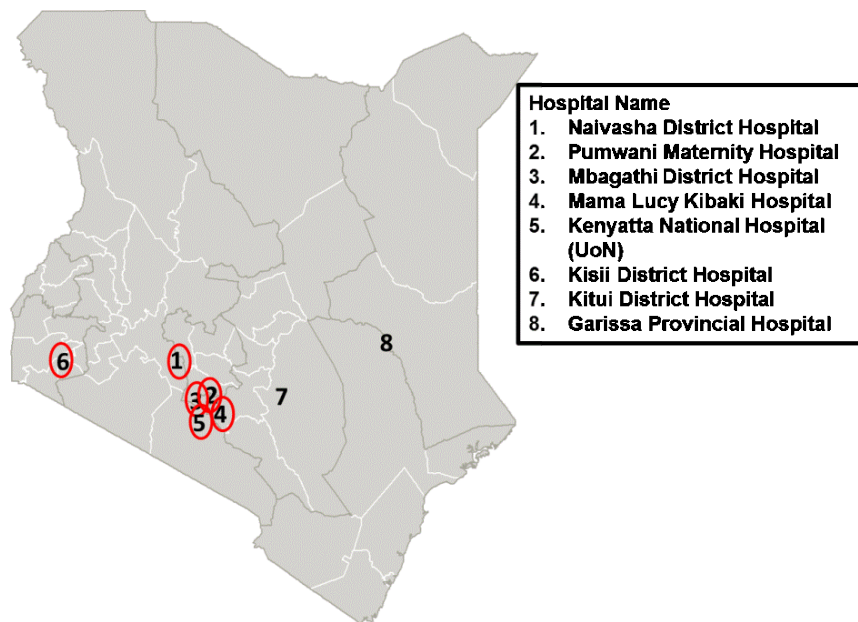 Hospital Name
1. Naivasha District Hospital
2. Pumwani Maternity Hospital
3. Mbagathi District Hospital
4. Mama Lucy Kibaki Hospital
5. Kenyatta National Hospital
(UoN)
6. Kisii District Hospital
7. Kitui District Hospital
8. Garissa Provincial Hospital
8
6
1
7
3 2
4
5